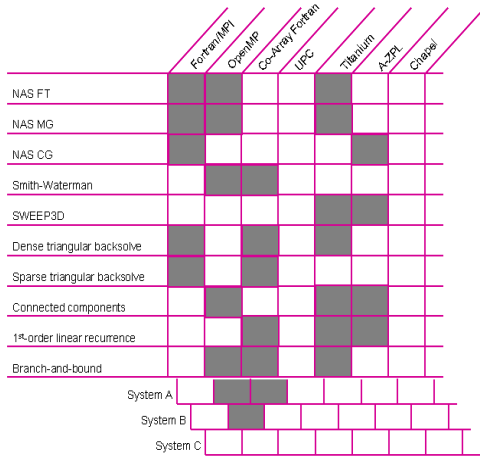 Fortran/MPI
OpenMP
Co-Array Fortran
UPC
Titanium
A-ZPL
Chapel
NAS FT
NAS MG
NAS CG
Smith-Waterman
SWEEP3D
Dense triangular backsolve
Sparse triangular backsolve
Connected components
1st-order linear recurrence
Branch-and-bound
System A
System B
System C